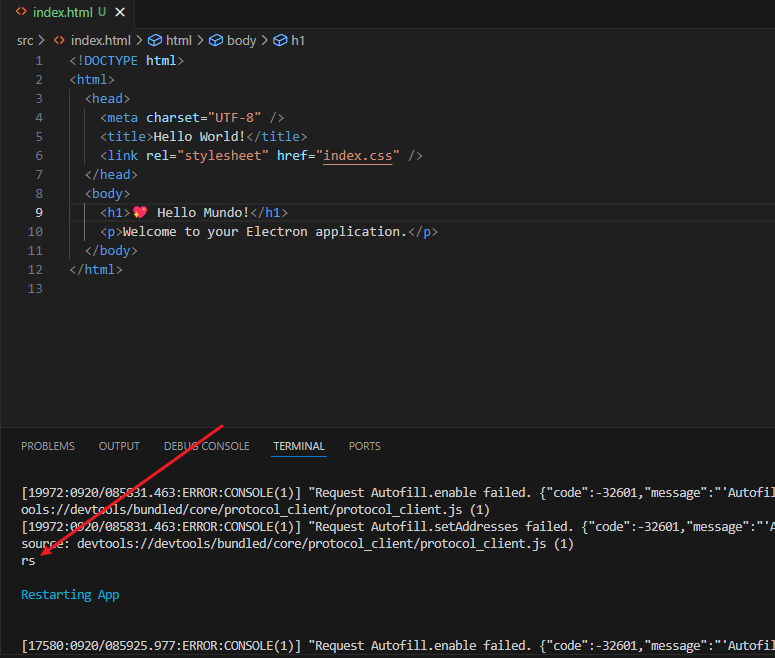 index.html U
src > index.html > html > body > h1
1 <!DOCTYPE html>
2 <html>
3 <head>
4 <meta charset="UTF-8" />
5 <title>Hello World!</title>
6 <link rel="stylesheet" href="index.css" />
7 </head>
8 <body>
9 <h1>💖 Hello Mundo!</h1>
10 <p>Welcome to your Electron application.</p>
11 </body>
12 </html>
13
PROBLEMS OUTPUT DEBUG CONSOLE TERMINAL PORTS
[19972:0920/085831.463:ERROR:CONSOLE(1)] "Request Autofill.enable failed. {"code":-32601,"message":"'Autofil
ools://devtools/bundled/core/protocol_client/protocol_client.js (1)
[19972:0920/085831.463:ERROR:CONSOLE(1)] "Request Autofill.setAddresses failed. {"code":-32601,"message":"'A
source: devtools://devtools/bundled/core/protocol_client/protocol_client.js (1)
rs
Restarting App
[17580:0920/085925.977:ERROR:CONSOLE(1)] "Request Autofill.enable failed. {"code":-32601,"message":"'Autofil